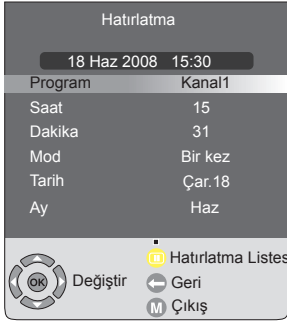 Hatırlatma
18 Haz 2008 15:30
Program Kanal1
Saat 15
Dakika 31
Mod Bir kez
Tarih Çar.18
Ay Haz
Hatırlatma Listes
OK Değiştir Geri
M Çıkış